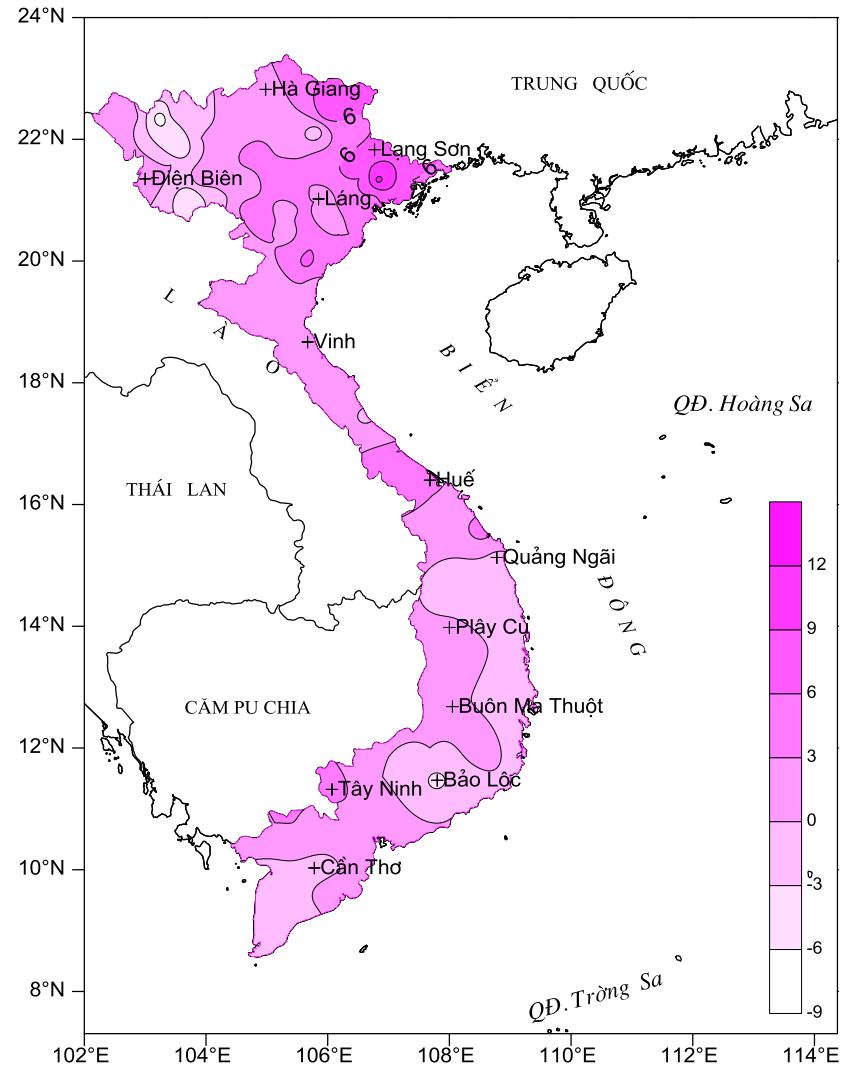 24°N
22°N
20°N
18°N
16°N
14°N
12°N
10°N
8°N
102°E 104°E 106°E 108°E 110°E 112°E 114°E
TRUNG QUỐC
Hà Giang
6
6
Lạng Sơn
6
Điện Biên
Láng
L À O
Vinh
BIỂN
QĐ. Hoàng Sa
THÁI LAN
Huế
Quảng Ngãi
ĐÔNG
Plây Cu
CĂM PU CHIA
Buôn Ma Thuột
Bảo Lộc
Tây Ninh
Cần Thơ
QĐ. Trờng Sa
12
9
6
3
0
-3
-6
-9